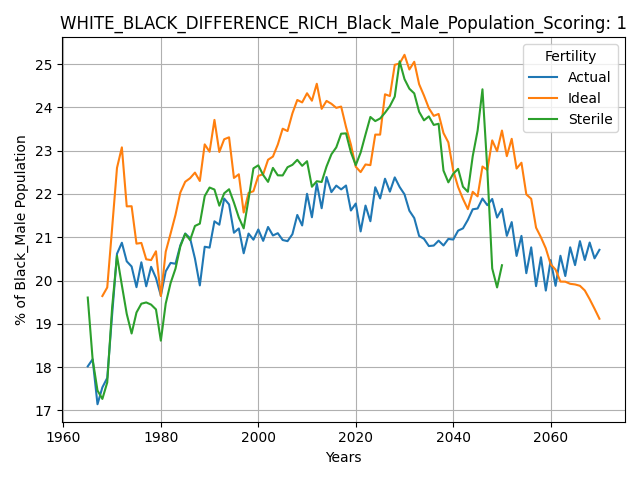 WHITE_BLACK_DIFFERENCE_RICH_Black_Male_Population_Scoring: 1
Fertility
Actual
Ideal
Sterile
% of Black_Male Population
25
24
23
22
21
20
19
18
17
1960
1980
2000
2020
2040
2060
Years